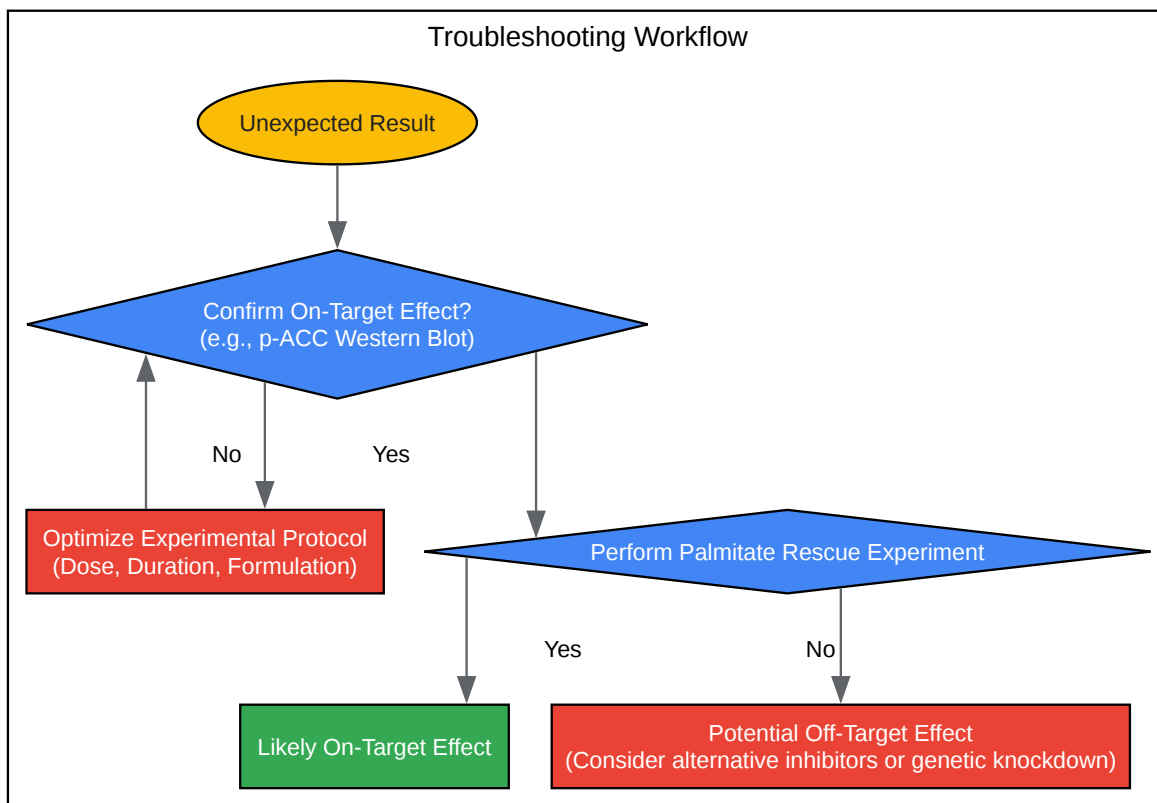 Troubleshooting Workflow
Unexpected Result
Confirm On-Target Effect?
(e.g., p-ACC Western Blot)
No
Yes
Optimize Experimental Protocol
(Dose, Duration, Formulation)
Perform Palmitate Rescue Experiment
Yes
No
Likely On-Target Effect
Potential Off-Target Effect
(Consider alternative inhibitors or genetic knockdown)